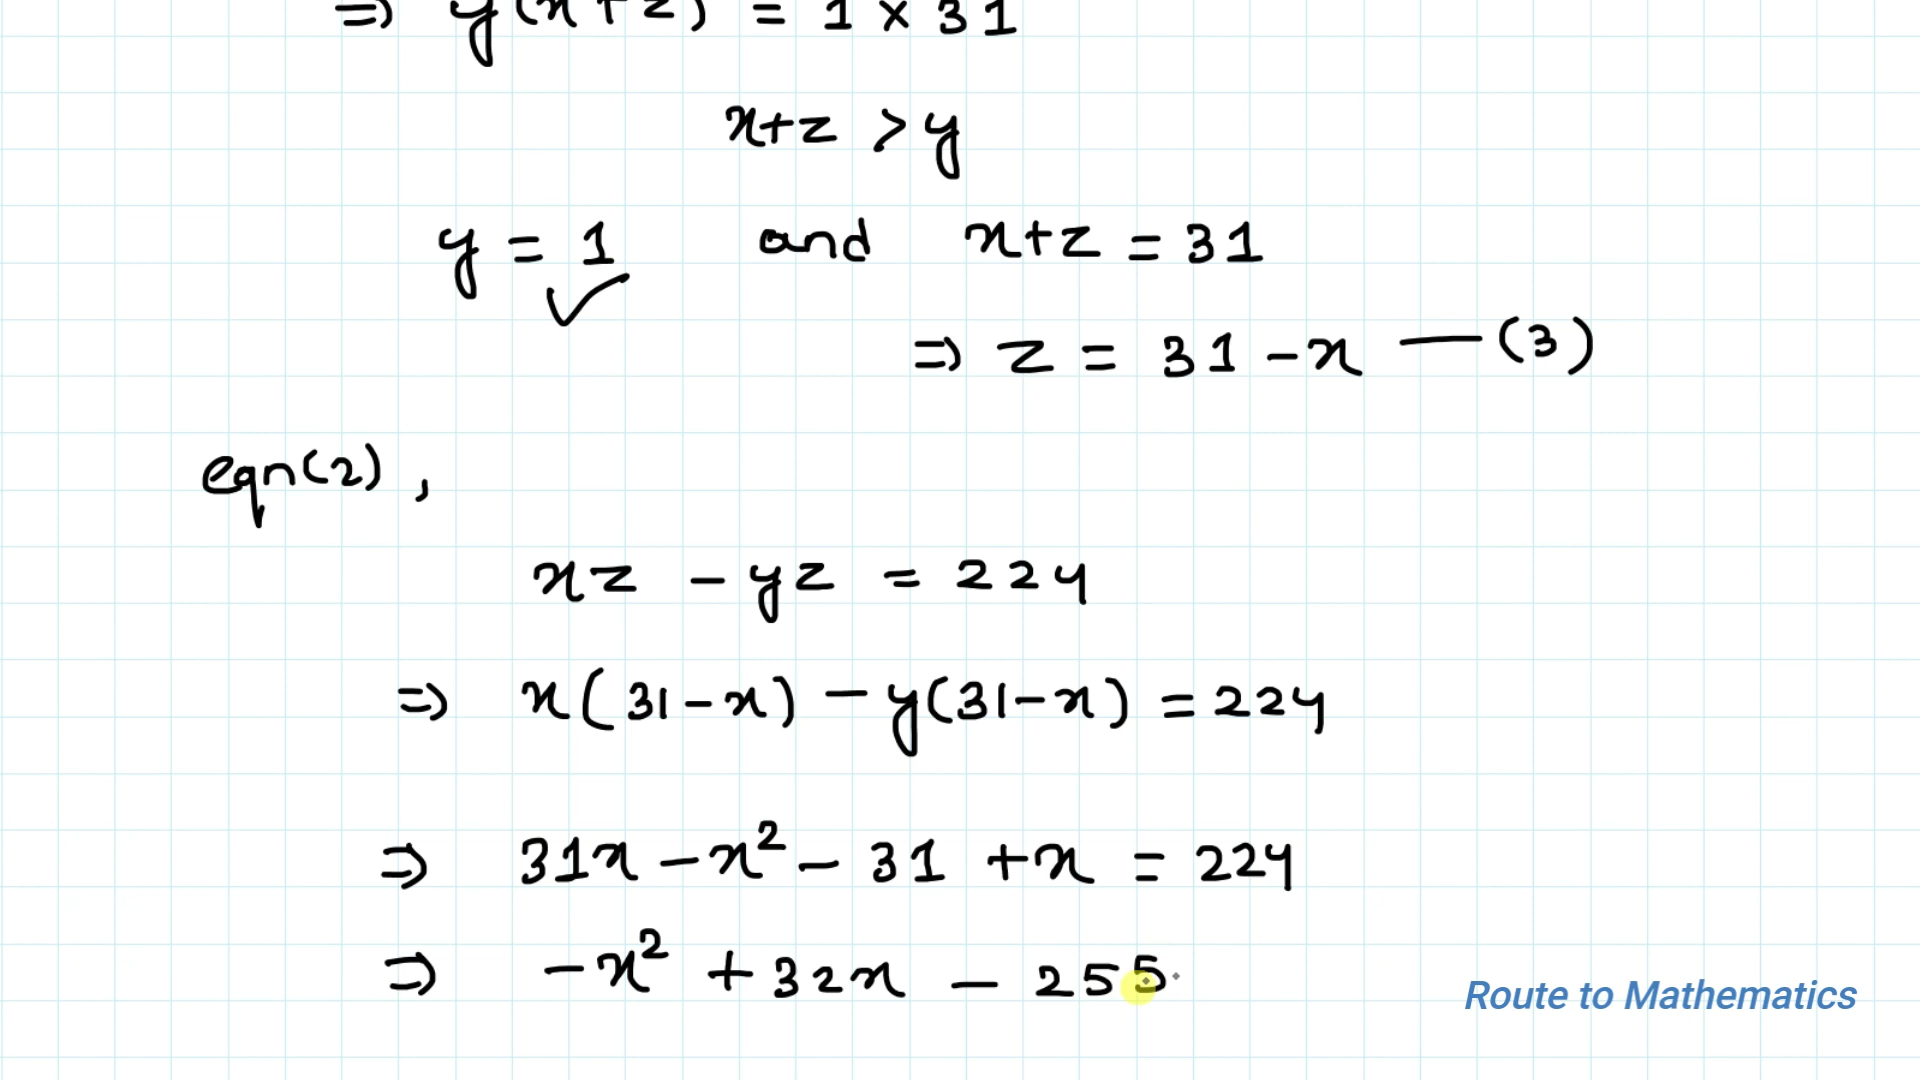 ⇒ y(x+z) = 1 × 31
x+z > y
y = 1 ✓ and x+z = 31
⇒ z = 31 - x — (3)
eqn(2),
xz - yz = 224
⇒ x(31-x) - y(31-x) = 224
⇒ 31x - x² - 31 + x = 224
⇒ -x² + 32x - 255
Route to Mathematics